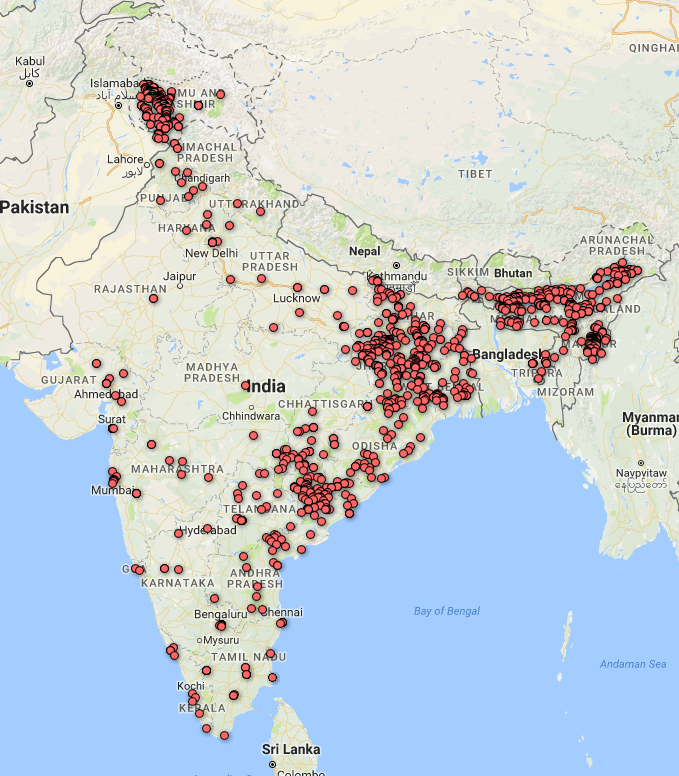 QINGHAI
Kabul
کابل
Islamabad
اسلام آباد
MU AN
SHIR
Lahore
لاہور
HIMACHAL
PRADESH
Chandigarh
TIBET
PUNJAB
UTTARAKHAND
Pakistan
HARYANA
New Delhi
Nepal
ARUNACHAL
PRADESH
UTTAR
PRADESH
Kathmandu
SIKKIM
Bhutan
Jaipur
RAJASTHAN
Lucknow
HAR
ALAND
Bangladesh
GUJARAT
MADHYA
PRADESH
India
TRIPURA
Ahmedabad
MIZORAM
CHHATTISGARH
Surat
Chhindwara
Myanmar
(Burma)
ODISHA
MAHARASHTRA
Naypyitaw
နေပြည်တော်
Mumbai
TELANGANA
Hyderabad
KARNATAKA
ANDHRA
PRADESH
Bengaluru
Chennai
Bay of Bengal
Mysuru
TAMIL NADU
Andaman Sea
Kochi
KERALA
Sri Lanka
Colombo